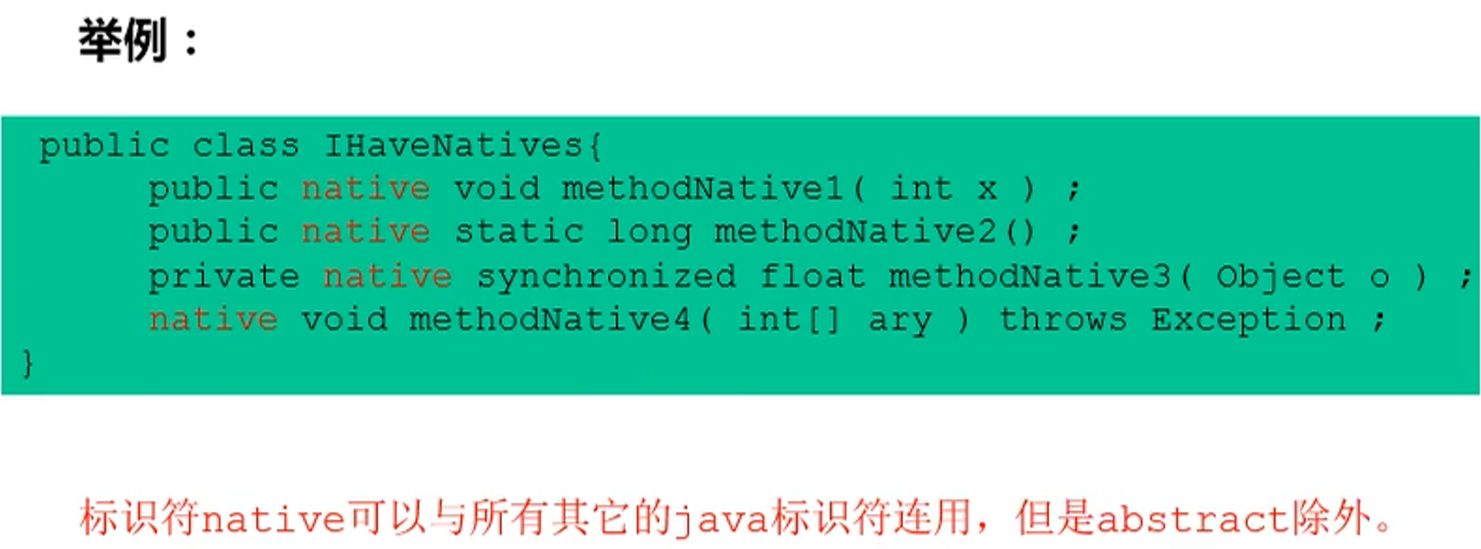 举例：
public class IHaveNatives{
public native void methodNative1( int x ) ;
public native static long methodNative2() ;
private native synchronized float methodNative3( Object o ) ;
native void methodNative4( int[] ary ) throws Exception ;
}
标识符native可以与所有其它的java标识符连用，但是abstract除外。